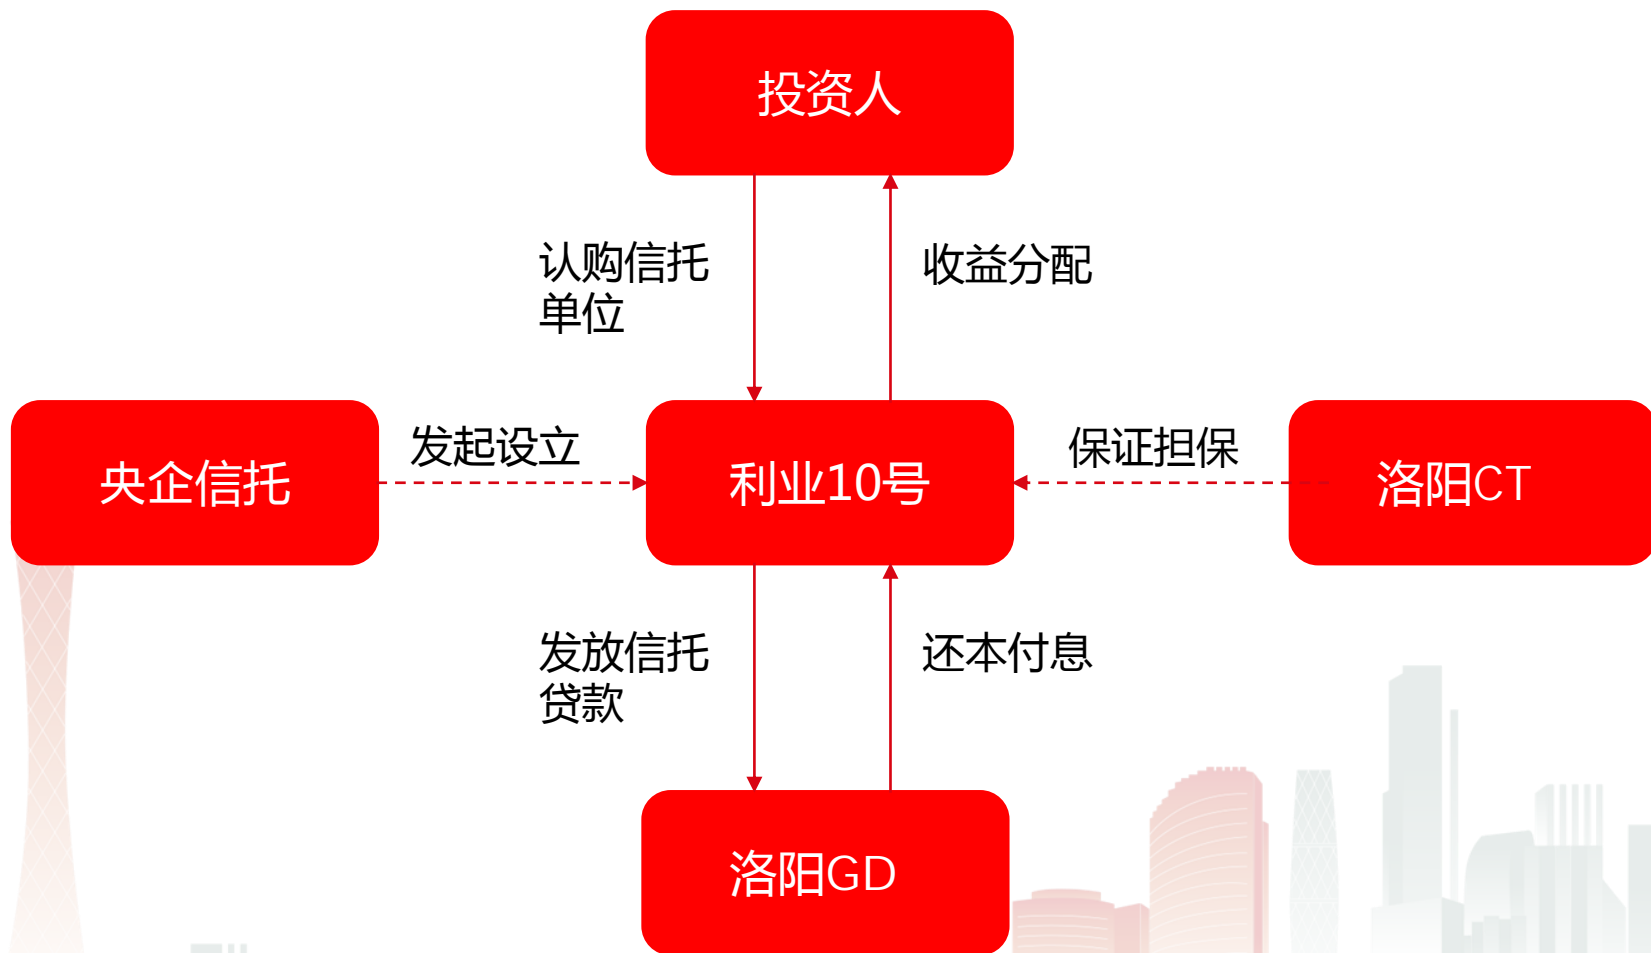 投资人
认购信托
单位
收益分配
央企信托
发起设立
利业10号
保证担保
洛阳CT
发放信托
贷款
还本付息
洛阳GD